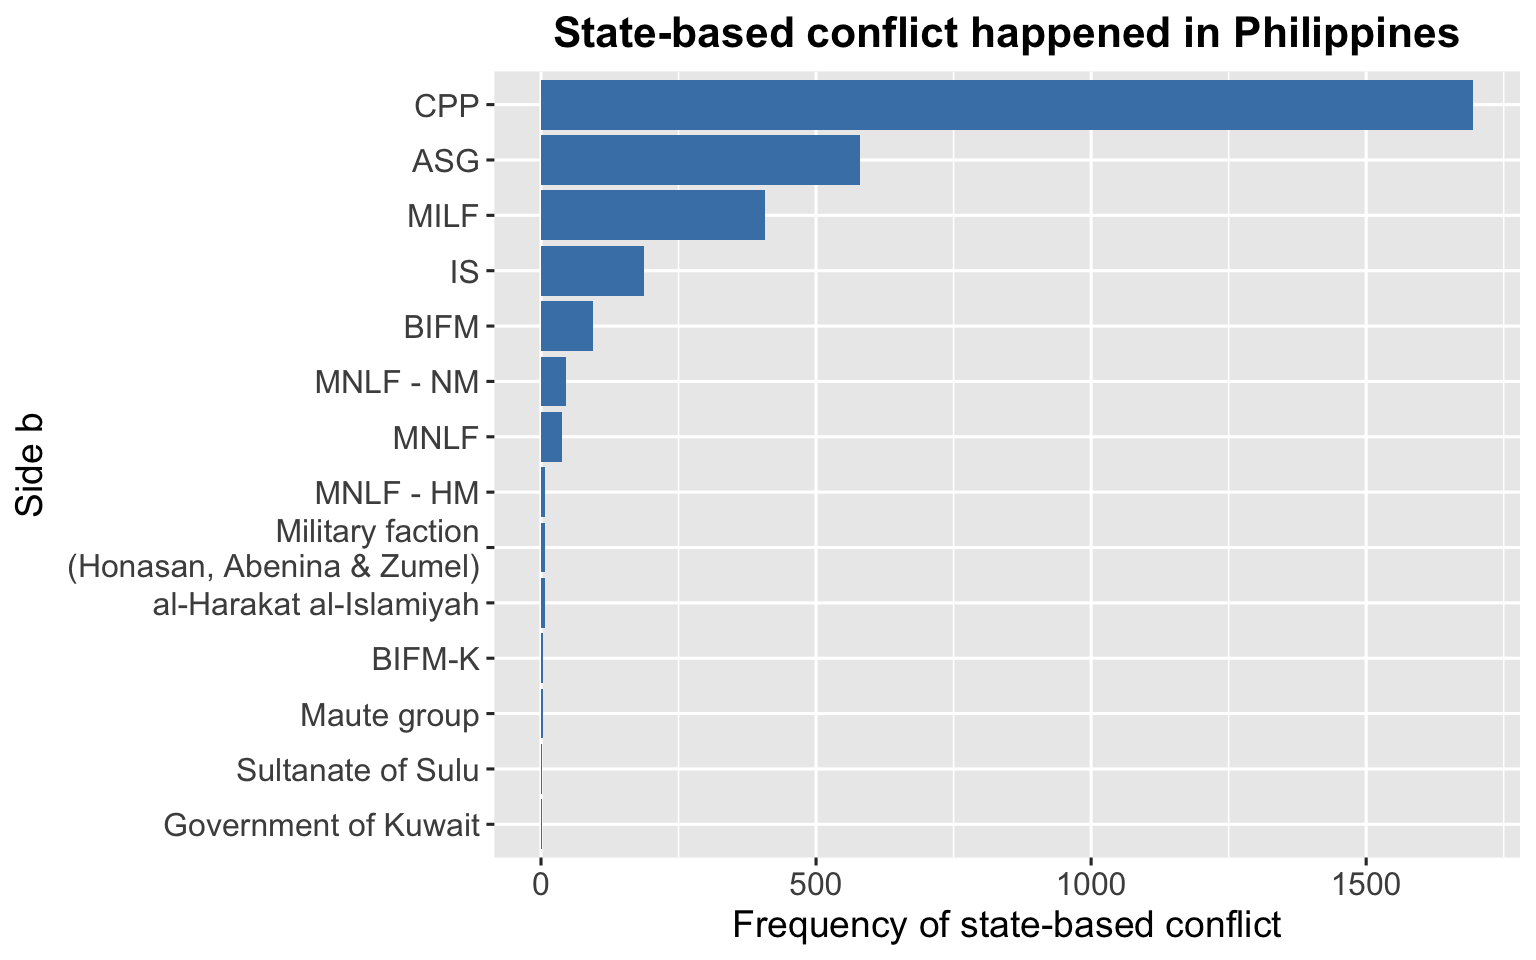 State-based conflict happened in Philippines
CPP
ASG
MILF
IS
BIFM
MNLF - NM
MNLF
MNLF - HM
Military faction
(Honasan, Abenina & Zumel)
al-Harakat al-Islamiyah
BIFM-K
Maute group
Sultanate of Sulu
Government of Kuwait
Side b
0
500
1000
1500
Frequency of state-based conflict